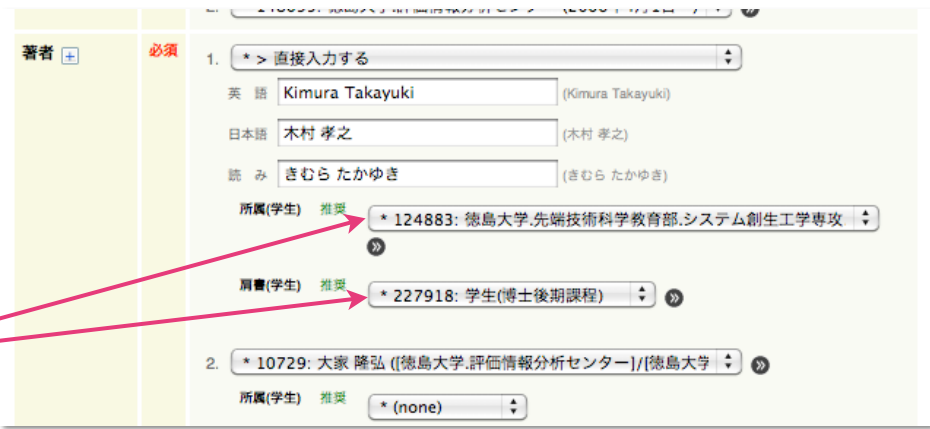 著者 + 必須 1. * > 直接入力する
英 語 Kimura Takayuki (Kimura Takayuki)
日本語 木村 孝之 (木村 孝之)
読 み きむら たかゆき (きむら たかゆき)
所属(学生) 推奨 * 124883: 徳島大学.先端技術科学教育部.システム創生工学専攻
肩書(学生) 推奨 * 227918: 学生(博士後期課程)
2. * 10729: 大家 隆弘 ([徳島大学.評価情報分析センター]/[徳島大学
所属(学生) 推奨 * (none)